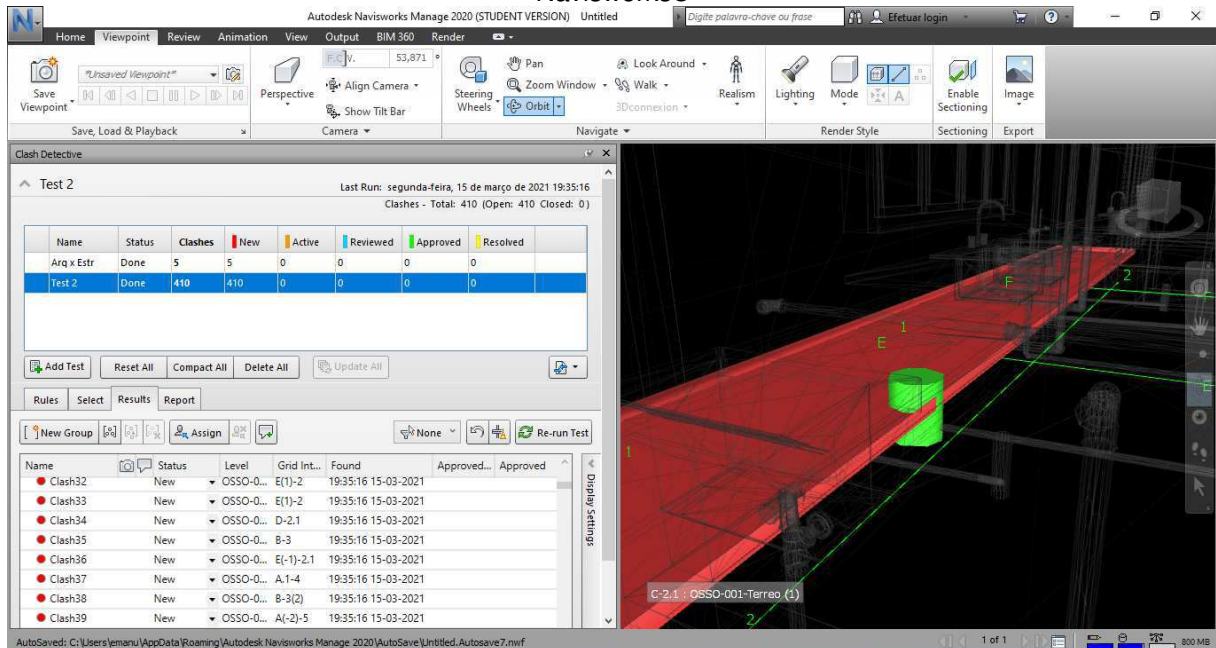 Navisworks®
Autodesk Navisworks Manage 2020 (STUDENT VERSION) Untitled
Digite palavra-chave ou frase
Efetuar login
Home Viewpoint Review Animation View Output BIM 360 Render
"Unsaved Viewpoint"
Save Viewpoint
Perspective
F.O.V. 53,871 °
Align Camera
Show Tilt Bar
Steering Wheels
Pan
Zoom Window
Orbit
Look Around
Walk
3Dconnexion
Realism
Lighting
Mode
Enable Sectioning
Image
Save, Load & Playback
Camera
Navigate
Render Style
Sectioning
Export
Clash Detective
Test 2
Last Run: segunda-feira, 15 de março de 2021 19:35:16
Clashes - Total: 410 (Open: 410 Closed: 0)
Name Status Clashes New Active Reviewed Approved Resolved
Arq x Estr Done 5 5 0 0 0 0
Test 2 Done 410 410 0 0 0 0
Add Test Reset All Compact All Delete All Update All
Rules Select Results Report
New Group Assign None Re-run Test
Name Status Level Grid Int... Found Approved... Approved
Clash32 New OSSO-0... E(1)-2 19:35:16 15-03-2021
Clash33 New OSSO-0... E(1)-2 19:35:16 15-03-2021
Clash34 New OSSO-0... D-2.1 19:35:16 15-03-2021
Clash35 New OSSO-0... B-3 19:35:16 15-03-2021
Clash36 New OSSO-0... E(-1)-2.1 19:35:16 15-03-2021
Clash37 New OSSO-0... A.1-4 19:35:16 15-03-2021
Clash38 New OSSO-0... B-3(2) 19:35:16 15-03-2021
Clash39 New OSSO-0... A(-2)-5 19:35:16 15-03-2021
Display Settings
F
2
1
E
E
1
2
C-2.1 : OSSO-001-Terreo (1)
AutoSaved: C:\Users\emanu\AppData\Roaming\Autodesk Navisworks Manage 2020\AutoSave\Untitled.Autosave7.nwf
1 of 1
800 MB